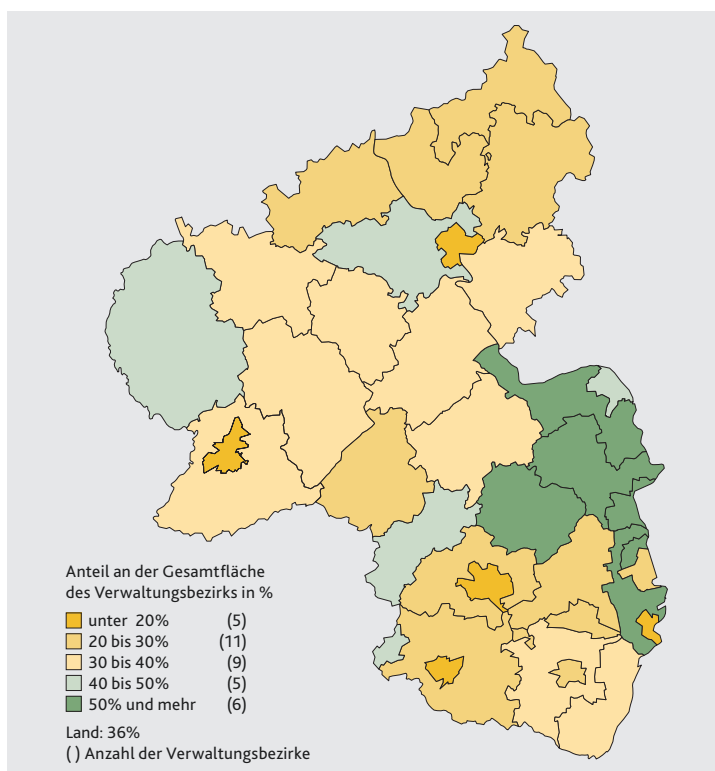 Anteil an der Gesamtfläche
des Verwaltungsbezirks in %
unter 20% (5)
20 bis 30% (11)
30 bis 40% (9)
40 bis 50% (5)
50% und mehr (6)
Land: 36%
( ) Anzahl der Verwaltungsbezirke